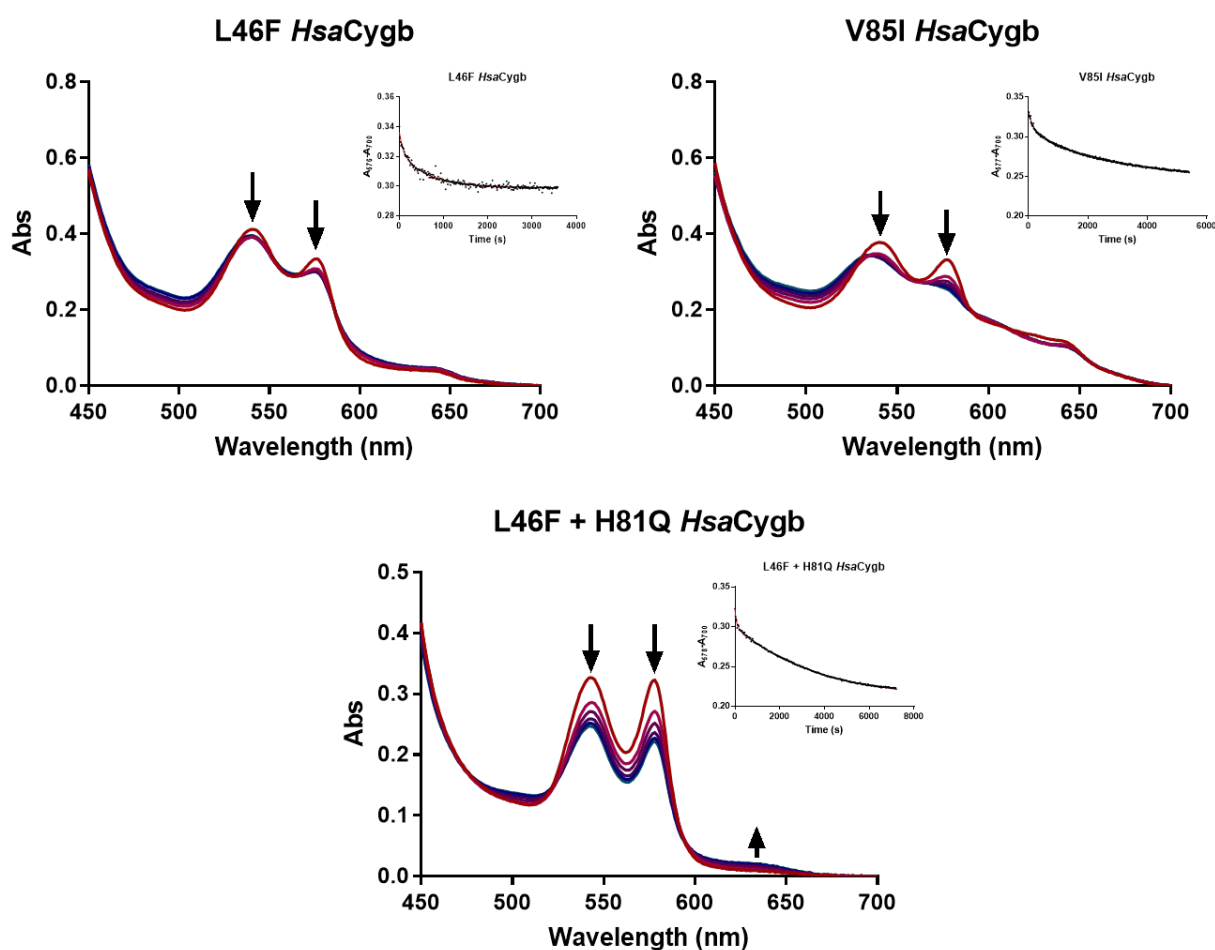 L46F HsaCygb
0.8
0.6
0.4
0.2
0.0
Abs
450 500 550 600 650 700
Wavelength (nm)
L46F HsaCygb
0.36
0.34
0.32
0.30
0.28
A576-A700
0 1000 2000 3000 4000
Time (s)
V85I HsaCygb
0.8
0.6
0.4
0.2
0.0
Abs
450 500 550 600 650 700
Wavelength (nm)
V85I HsaCygb
0.35
0.30
0.25
0.20
A577-A700
0 2000 4000 6000
Time (s)
L46F + H81Q HsaCygb
0.5
0.4
0.3
0.2
0.1
0.0
Abs
450 500 550 600 650 700
Wavelength (nm)
L46F + H81Q HsaCygb
0.35
0.30
0.25
0.20
A578-A700
0 2000 4000 6000 8000
Time (s)